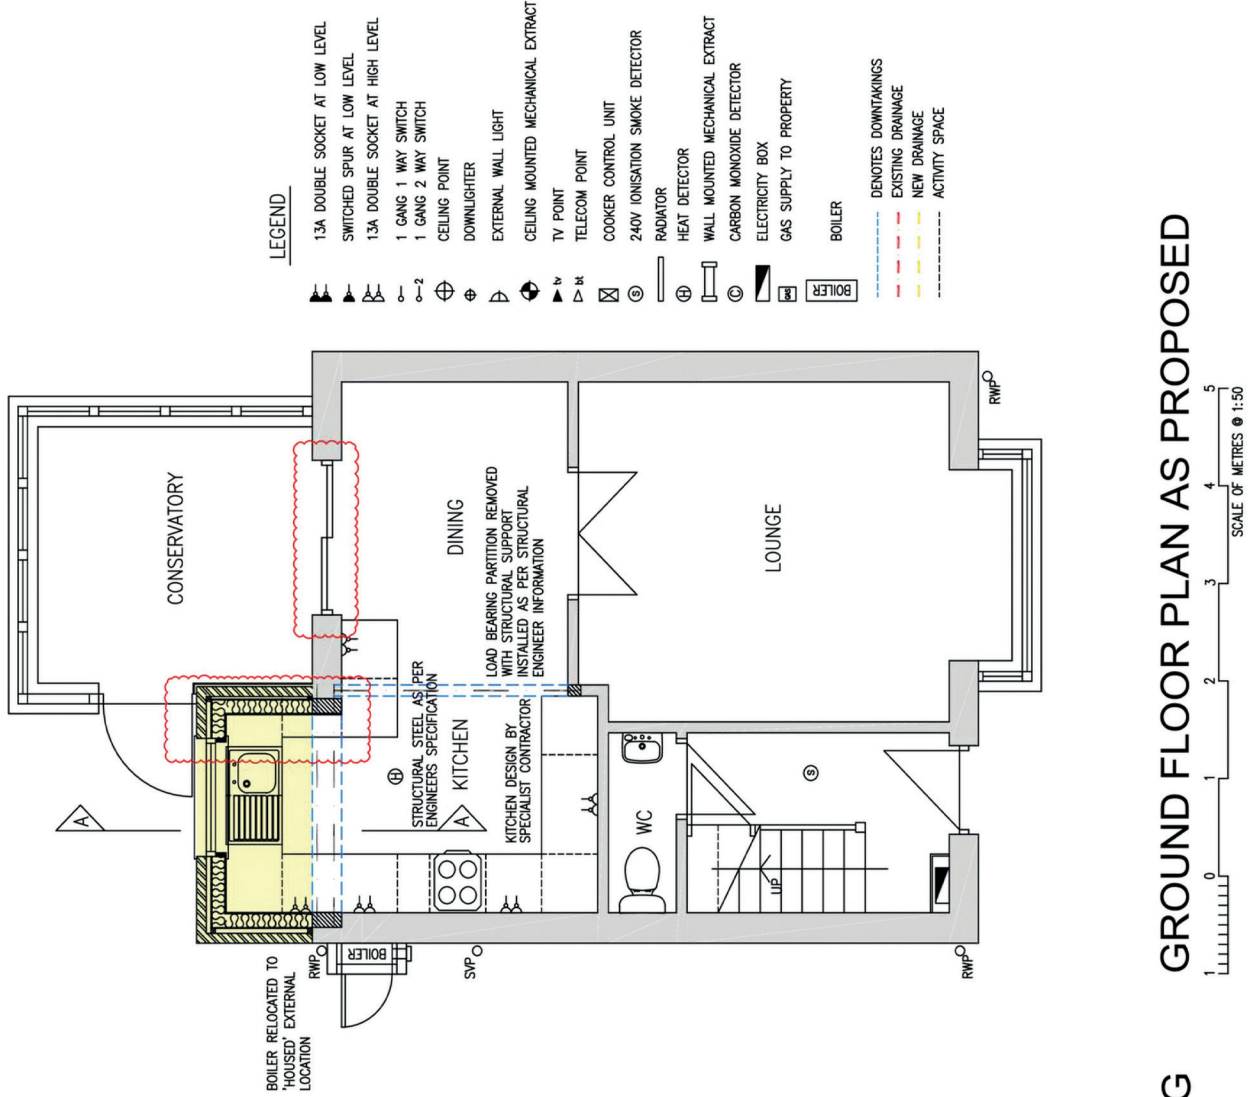 LEGEND
13A DOUBLE SOCKET AT LOW LEVEL
SWITCHED SPUR AT LOW LEVEL
13A DOUBLE SOCKET AT HIGH LEVEL
1 GANG 1 WAY SWITCH
2
1 GANG 2 WAY SWITCH
CEILING POINT
DOWNLIGHTER
EXTERNAL WALL LIGHT
CEILING MOUNTED MECHANICAL EXTRACT
tv TV POINT
bt TELECOM POINT
COOKER CONTROL UNIT
S 240V IONISATION SMOKE DETECTOR
RADIATOR
H HEAT DETECTOR
WALL MOUNTED MECHANICAL EXTRACT
C CARBON MONOXIDE DETECTOR
ELECTRICITY BOX
GAS GAS SUPPLY TO PROPERTY
BOILER BOILER
DENOTES DOWNTAKINGS
EXISTING DRAINAGE
NEW DRAINAGE
ACTIVITY SPACE
CONSERVATORY
DINING
LOAD BEARING PARTITION REMOVED
WITH STRUCTURAL SUPPORT
INSTALLED AS PER STRUCTURAL
ENGINEER INFORMATION
LOUNGE
RWP
A
H
STRUCTURAL STEEL AS PER
ENGINEERS SPECIFICATION
A
KITCHEN
KITCHEN DESIGN BY
SPECIALIST CONTRACTOR
WC
S
UP
BOILER RELOCATED TO
'HOUSED' EXTERNAL
LOCATION
RWP
BOILER
SVP
RWP
GROUND FLOOR PLAN AS PROPOSED
1 0 1 2 3 4 5
SCALE OF METRES @ 1:50
G